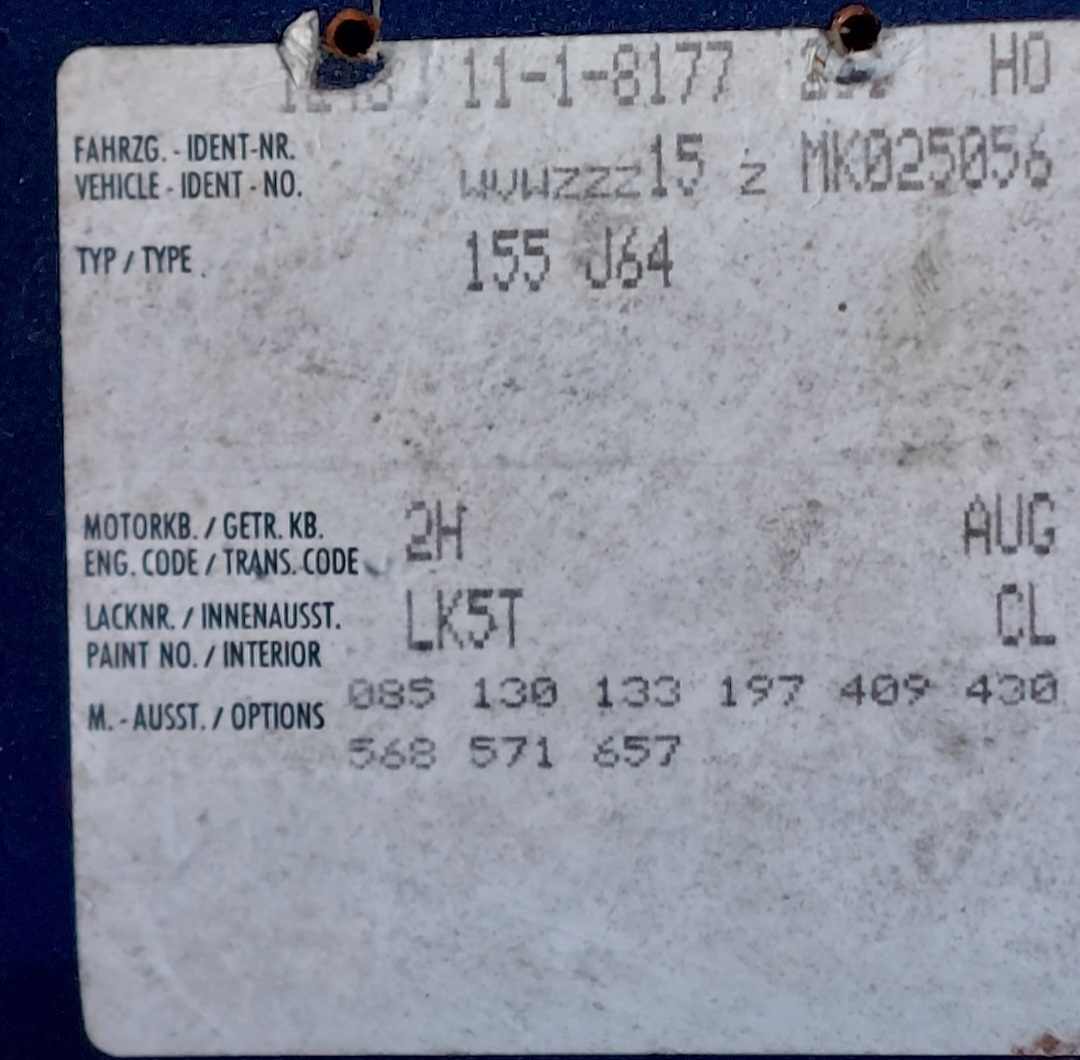 11-1-8177 HO
FAHRZG. - IDENT-NR.
VEHICLE - IDENT - NO. WVWZZZ15 Z MK025056
TYP / TYPE 155 J64
MOTORKB. / GETR. KB. 2H AUG
ENG. CODE / TRANS. CODE
LACKNR. / INNENAUSST. LK5T CL
PAINT NO. / INTERIOR
085 130 133 197 409 430
M. - AUSST. / OPTIONS
568 571 657